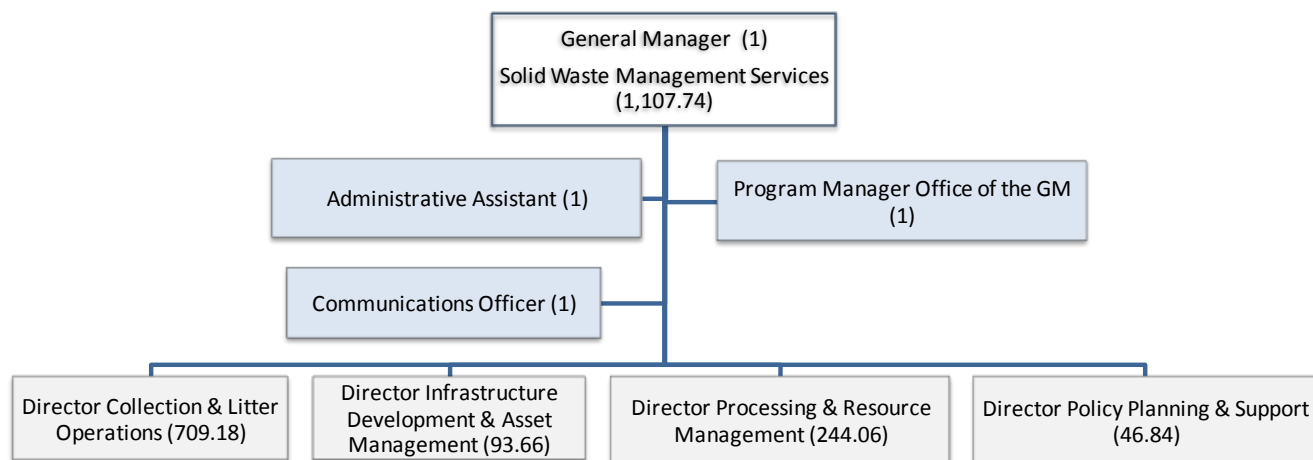 General Manager (1)
Solid Waste Management Services
(1,107.74)
Administrative Assistant (1)
Program Manager Office of the GM
(1)
Communications Officer (1)
Director Collection & Litter
Operations (709.18)
Director Infrastructure
Development & Asset
Management (93.66)
Director Processing & Resource
Management (244.06)
Director Policy Planning & Support
(46.84)